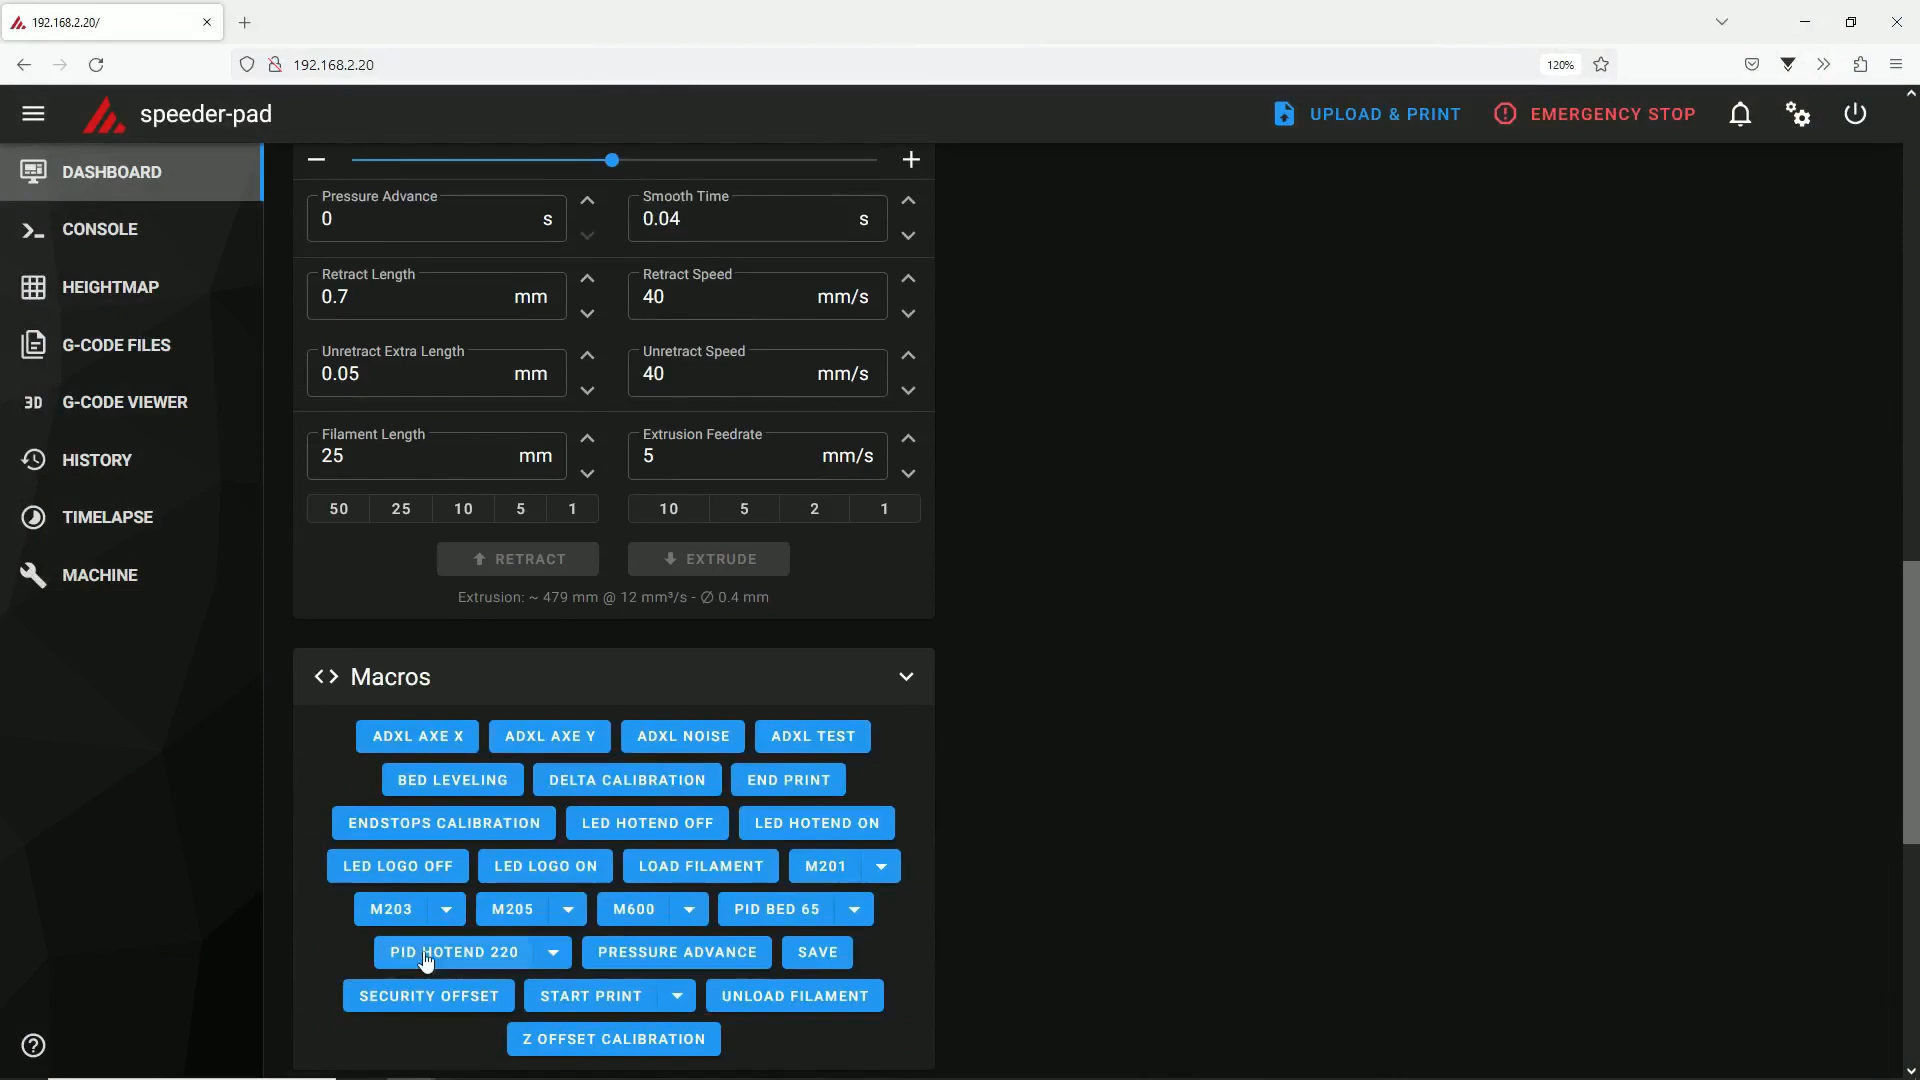 192.168.2.20/
192.168.2.20
120%
speeder-pad
UPLOAD & PRINT
EMERGENCY STOP
DASHBOARD
CONSOLE
HEIGHTMAP
G-CODE FILES
3D G-CODE VIEWER
HISTORY
TIMELAPSE
MACHINE
Pressure Advance
0 s
Smooth Time
0.04 s
Retract Length
0.7 mm
Retract Speed
40 mm/s
Unretract Extra Length
0.05 mm
Unretract Speed
40 mm/s
Filament Length
25 mm
Extrusion Feedrate
5 mm/s
50 25 10 5 1
10 5 2 1
RETRACT
EXTRUDE
Extrusion: ~ 479 mm @ 12 mm³/s - ∅ 0.4 mm
<> Macros
ADXL AXE X
ADXL AXE Y
ADXL NOISE
ADXL TEST
BED LEVELING
DELTA CALIBRATION
END PRINT
ENDSTOPS CALIBRATION
LED HOTEND OFF
LED HOTEND ON
LED LOGO OFF
LED LOGO ON
LOAD FILAMENT
M201
M203
M205
M600
PID BED 65
PID HOTEND 220
PRESSURE ADVANCE
SAVE
SECURITY OFFSET
START PRINT
UNLOAD FILAMENT
Z OFFSET CALIBRATION